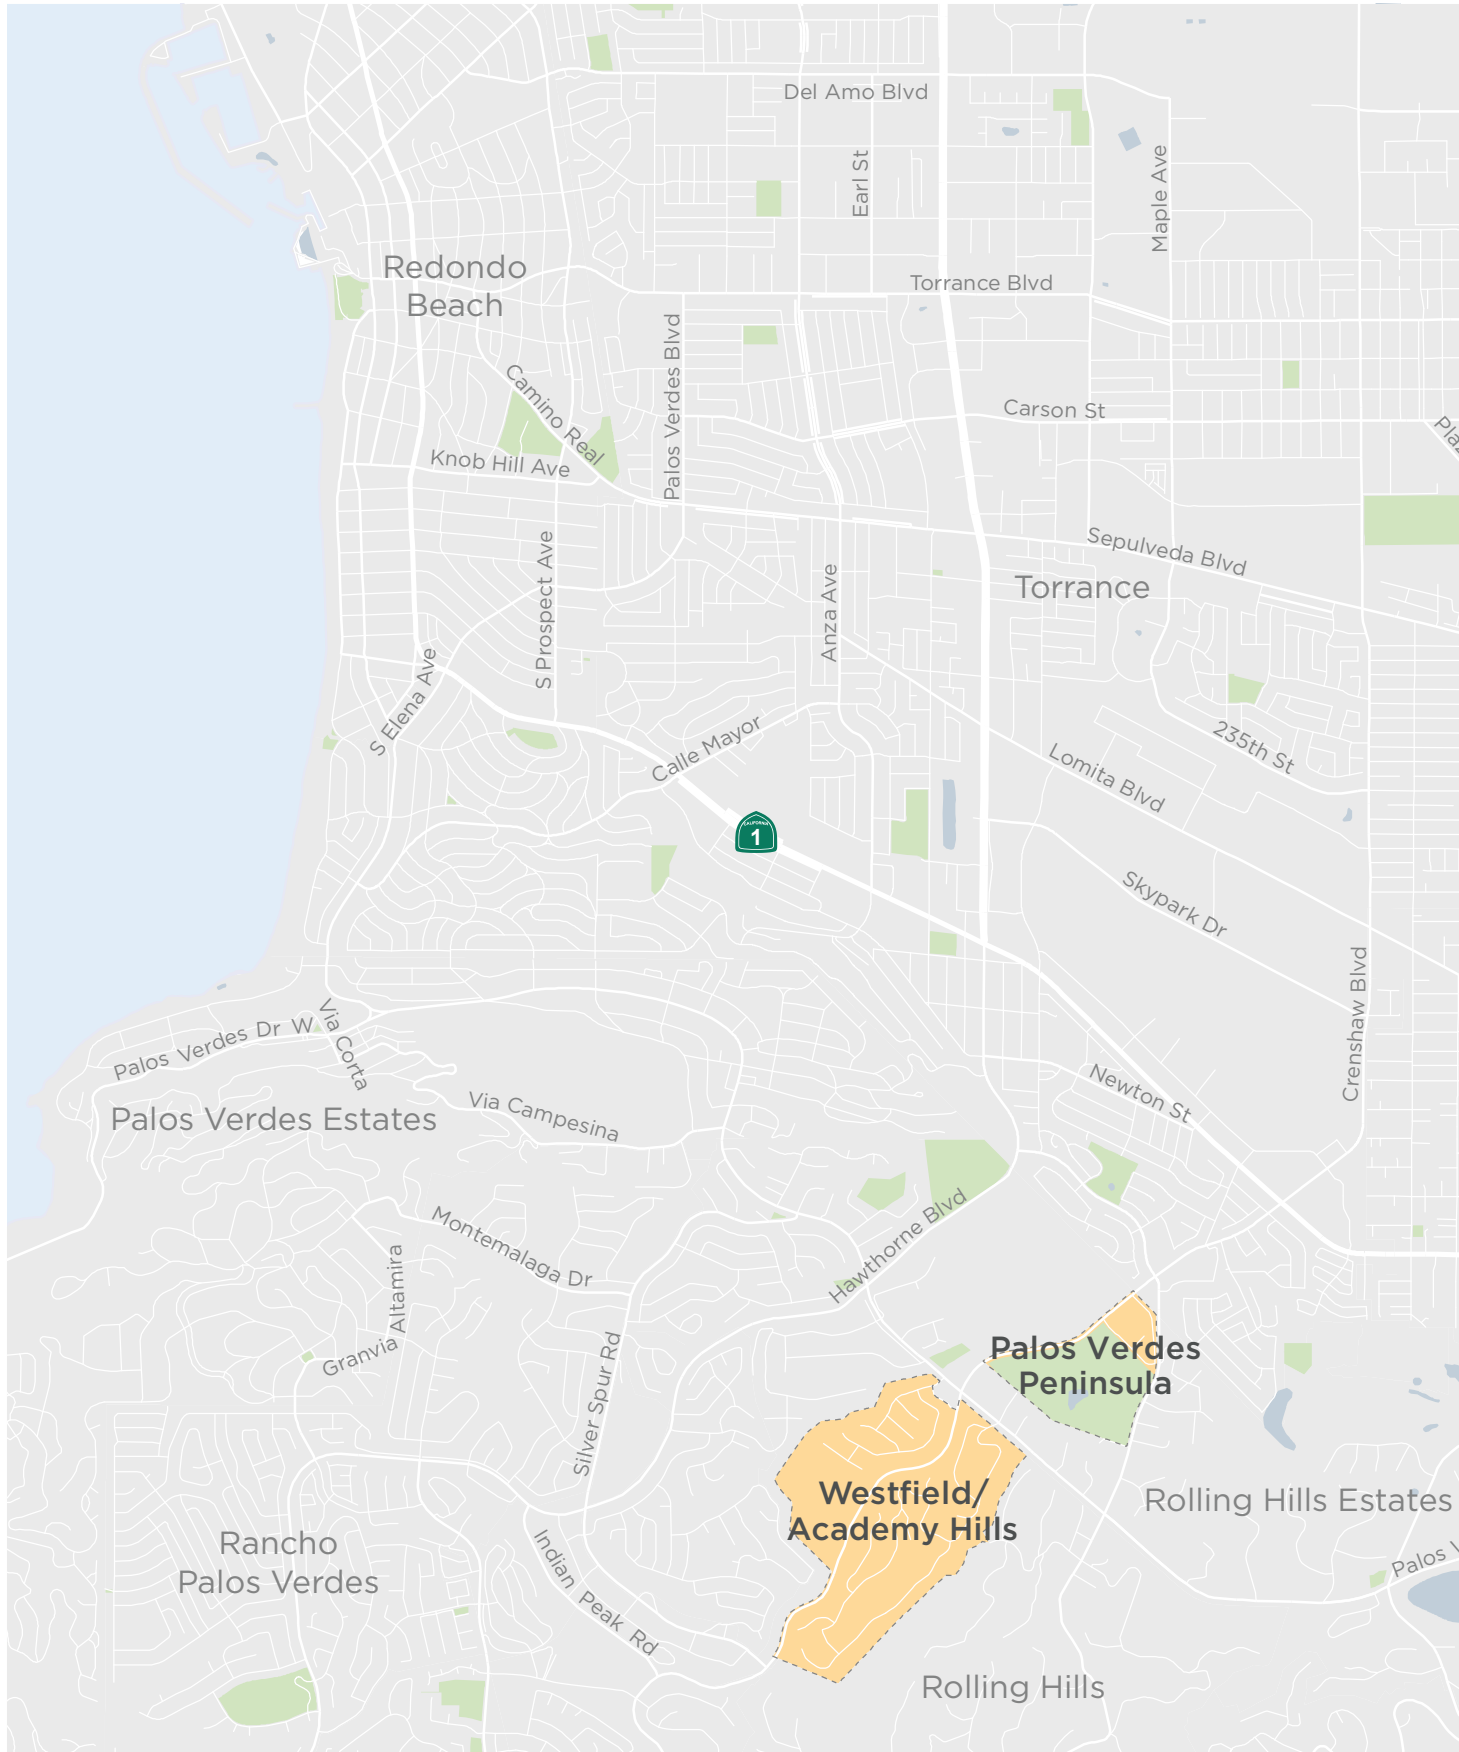 Del Amo Blvd
Earl St
Maple Ave
Redondo
Beach
Torrance Blvd
Palos Verdes Blvd
Camino Real
Carson St
Knob Hill Ave
Sepulveda Blvd
S Prospect Ave
Anza Ave
Torrance
S Elena Ave
Calle Mayor
235th St
Lomita Blvd
CALIFORNIA
1
Skypark Dr
Crenshaw Blvd
Palos Verdes Dr W
Via Corta
Newton St
Palos Verdes Estates
Via Campesina
Montemalaga Dr
Hawthorne Blvd
Granvia Altamira
Silver Spur Rd
Palos Verdes
Peninsula
Westfield/
Academy Hills
Rolling Hills Estates
Rancho
Palos Verdes
Indian Peak Rd
Palos
Rolling Hills